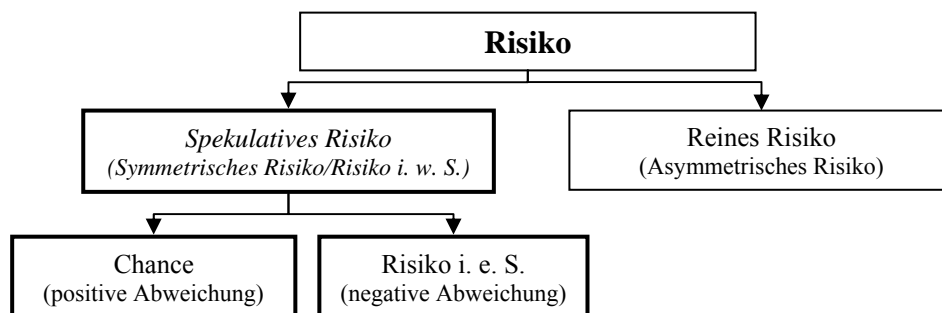 Risiko
Spekulatives Risiko
(Symmetrisches Risiko/Risiko i. w. S.)
Reines Risiko
(Asymmetrisches Risiko)
Chance
(positive Abweichung)
Risiko i. e. S.
(negative Abweichung)